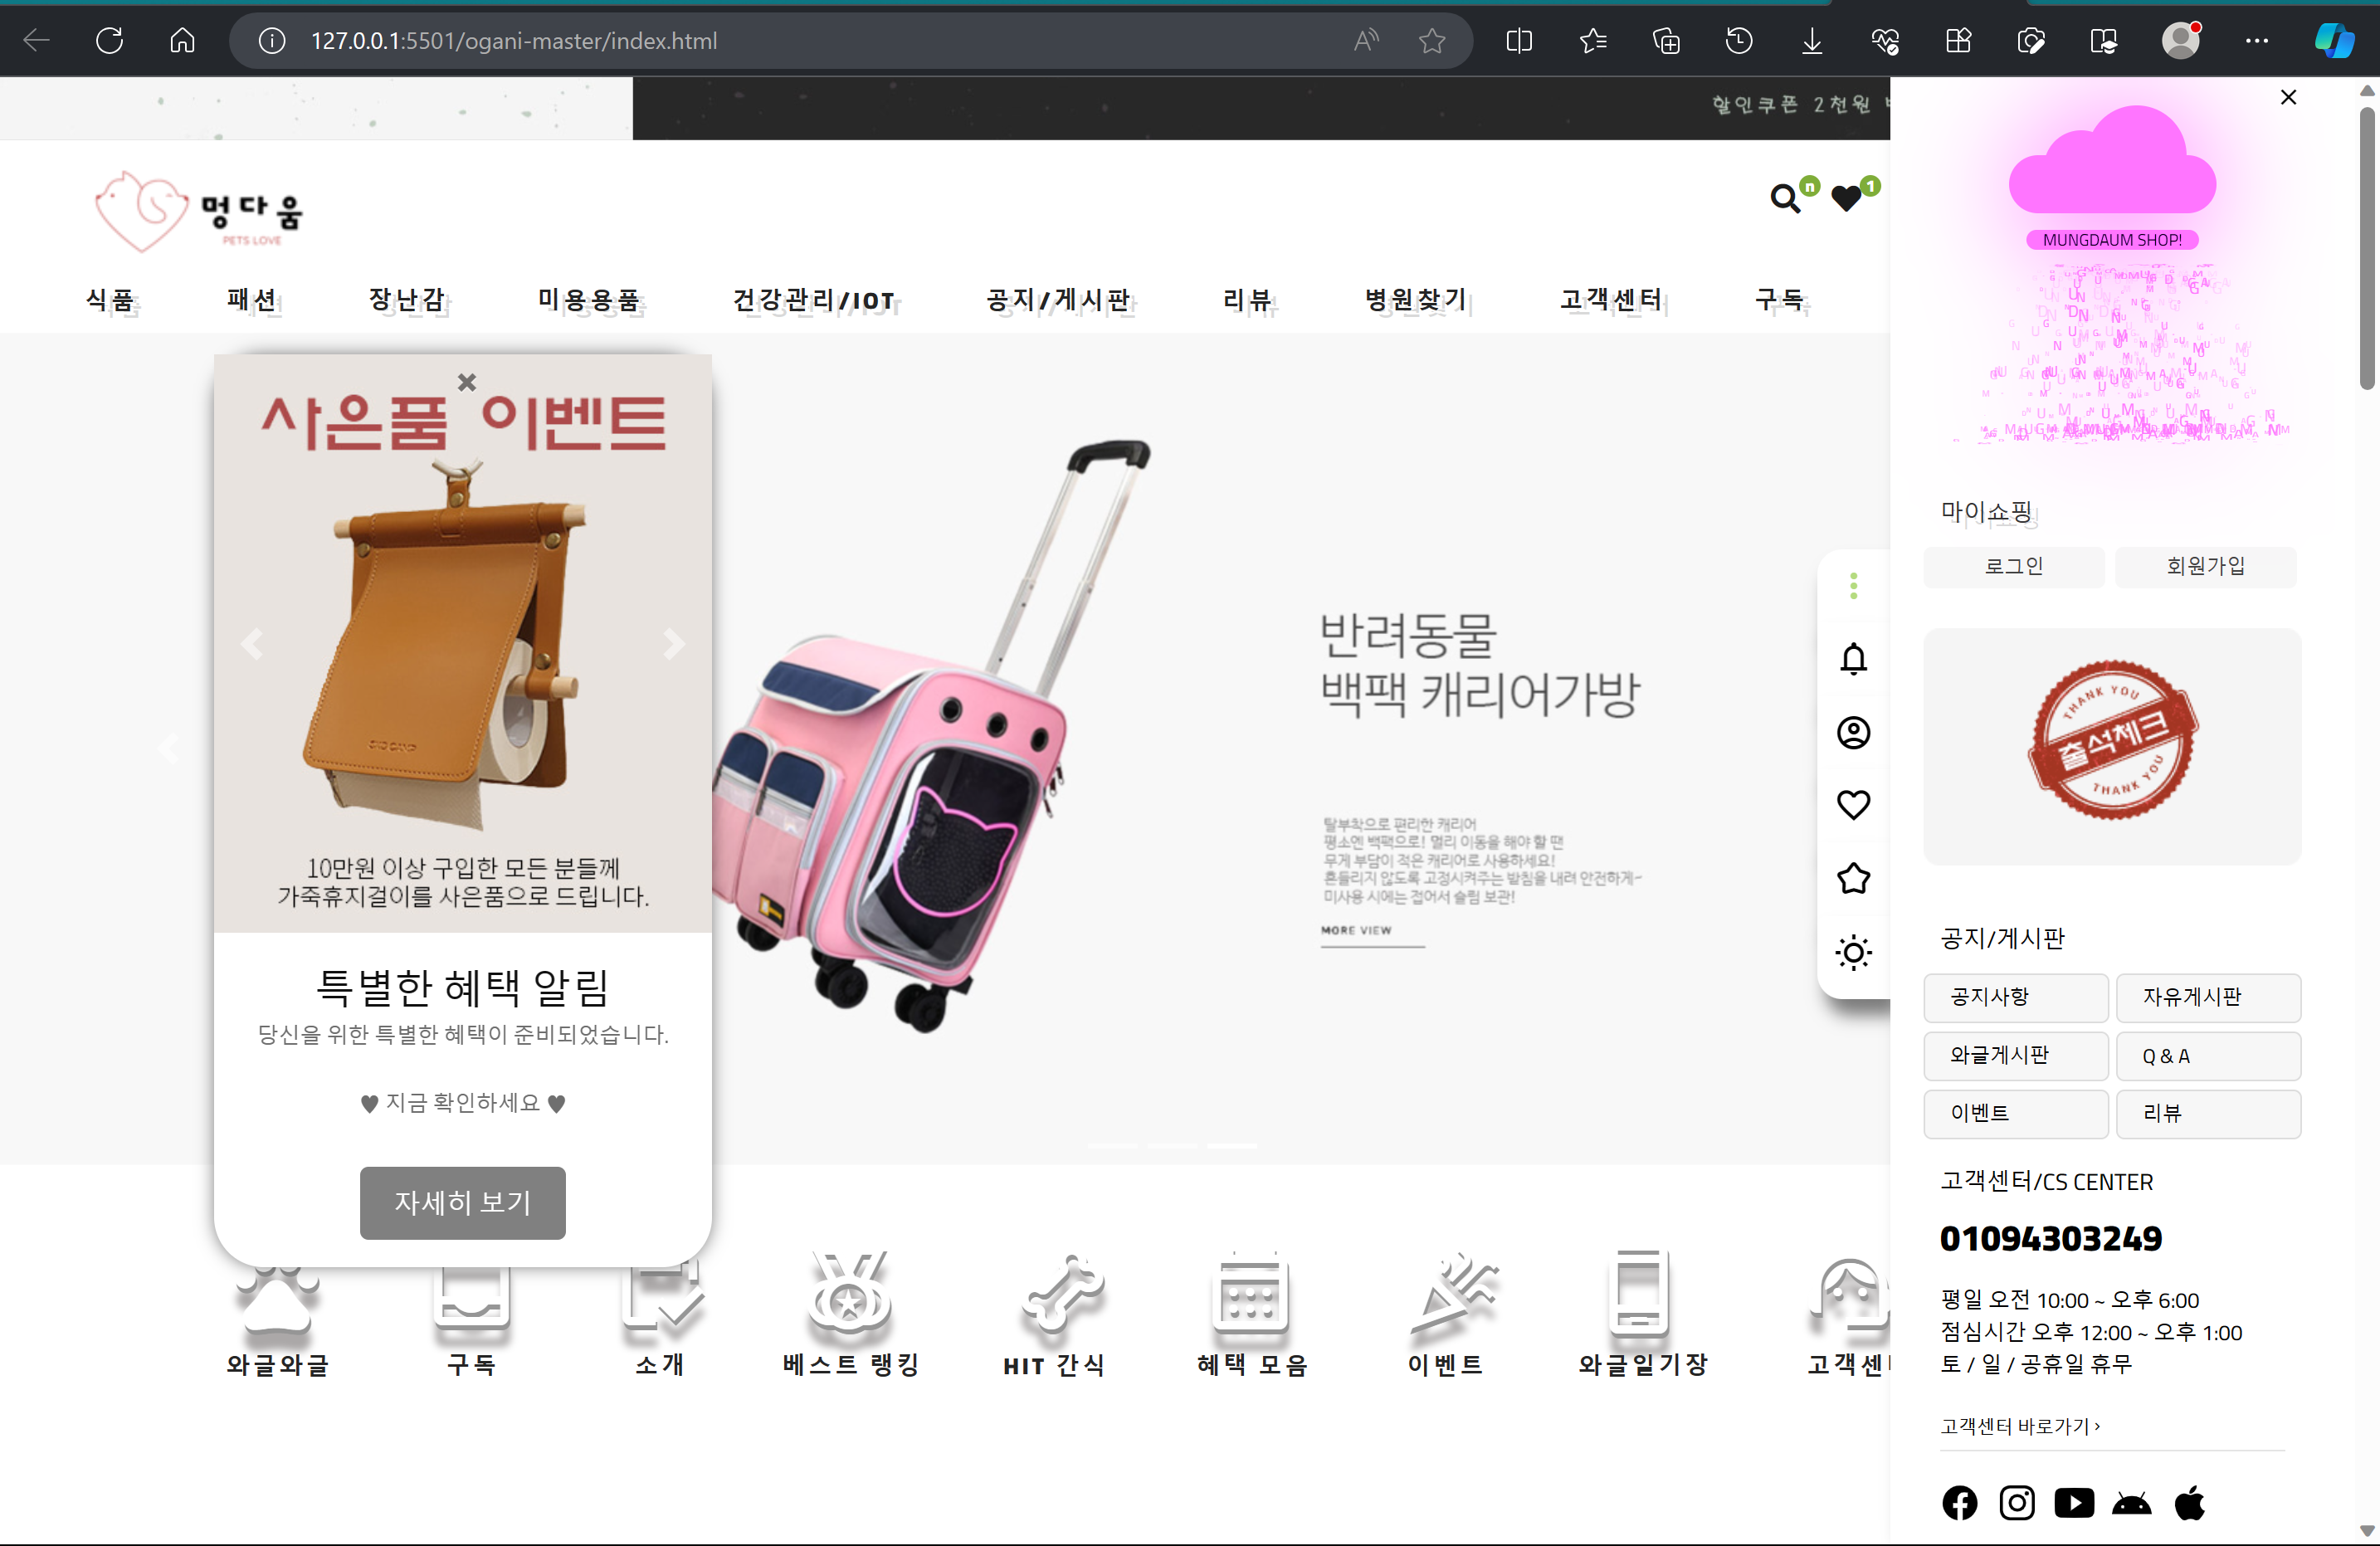 127.0.0.1:5501/ogani-master/index.html
할인쿠폰 2천원
멍다움
PETS LOVE
n
1
식품 패션 장난감 미용용품 건강관리/IOT 공지/게시판 리뷰 병원찾기 고객센터 구독
사은품 이벤트
10만원 이상 구입한 모든 분들께
가죽휴지걸이를 사은품으로 드립니다.
특별한 혜택 알림
당신을 위한 특별한 혜택이 준비되었습니다.
♥ 지금 확인하세요 ♥
자세히 보기
반려동물
백팩 캐리어가방
탈부착으로 편리한 캐리어
평소엔 백팩으로! 멀리 이동을 해야 할 땐
무게 부담이 적은 캐리어로 사용하세요!
흔들리지 않도록 고정시켜주는 받침을 내려 안전하게~
미사용 시에는 접어서 슬림 보관!
MORE VIEW
와글와글 구독 소개 베스트 랭킹 HIT 간식 혜택 모음 이벤트 와글일기장 고객센
MUNGDAUM SHOP!
마이쇼핑
로그인 회원가입
THANK YOU
출석체크
THANK YOU
공지/게시판
공지사항 자유게시판
와글게시판 Q & A
이벤트 리뷰
고객센터/CS CENTER
01094303249
평일 오전 10:00 ~ 오후 6:00
점심시간 오후 12:00 ~ 오후 1:00
토 / 일 / 공휴일 휴무
고객센터 바로가기 ›